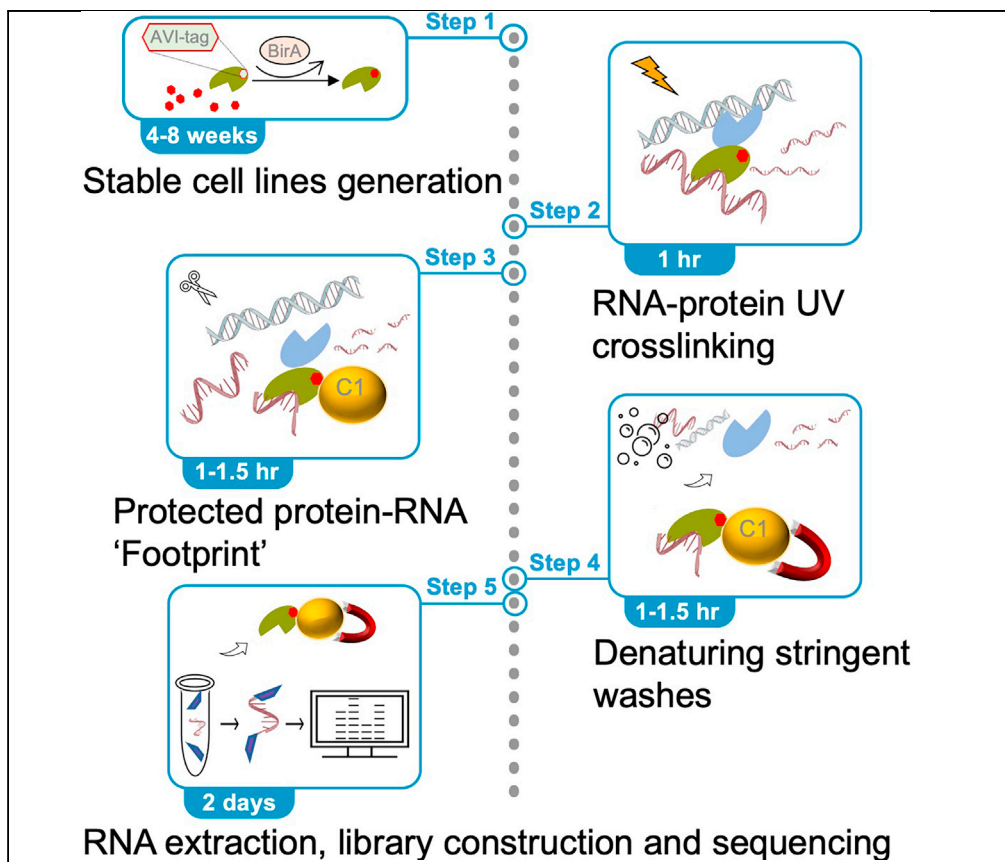 Step 1
AVI-tag
BirA
4-8 weeks
Stable cell lines generation
Step 2
1 hr
RNA-protein UV
crosslinking
Step 3
C1
1-1.5 hr
Protected protein-RNA
‘Footprint’
Step 4
C1
1-1.5 hr
Denaturing stringent
washes
Step 5
2 days
RNA extraction, library construction and sequencing